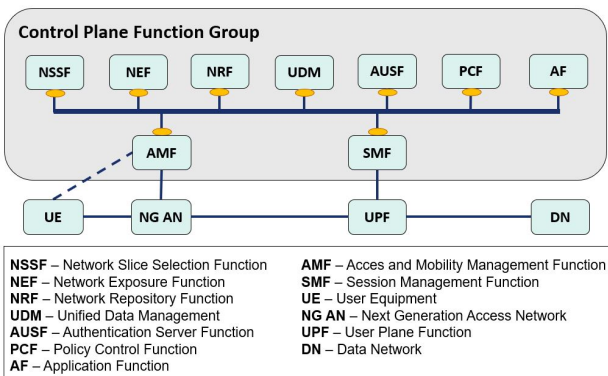 Control Plane Function Group
NSSF NEF NRF UDM AUSF PCF AF
AMF SMF
UE NG AN UPF DN
NSSF – Network Slice Selection Function
NEF – Network Exposure Function
NRF – Network Repository Function
UDM – Unified Data Management
AUSF – Authentication Server Function
PCF – Policy Control Function
AF – Application Function
AMF – Acces and Mobility Management Function
SMF – Session Management Function
UE – User Equipment
NG AN – Next Generation Access Network
UPF – User Plane Function
DN – Data Network